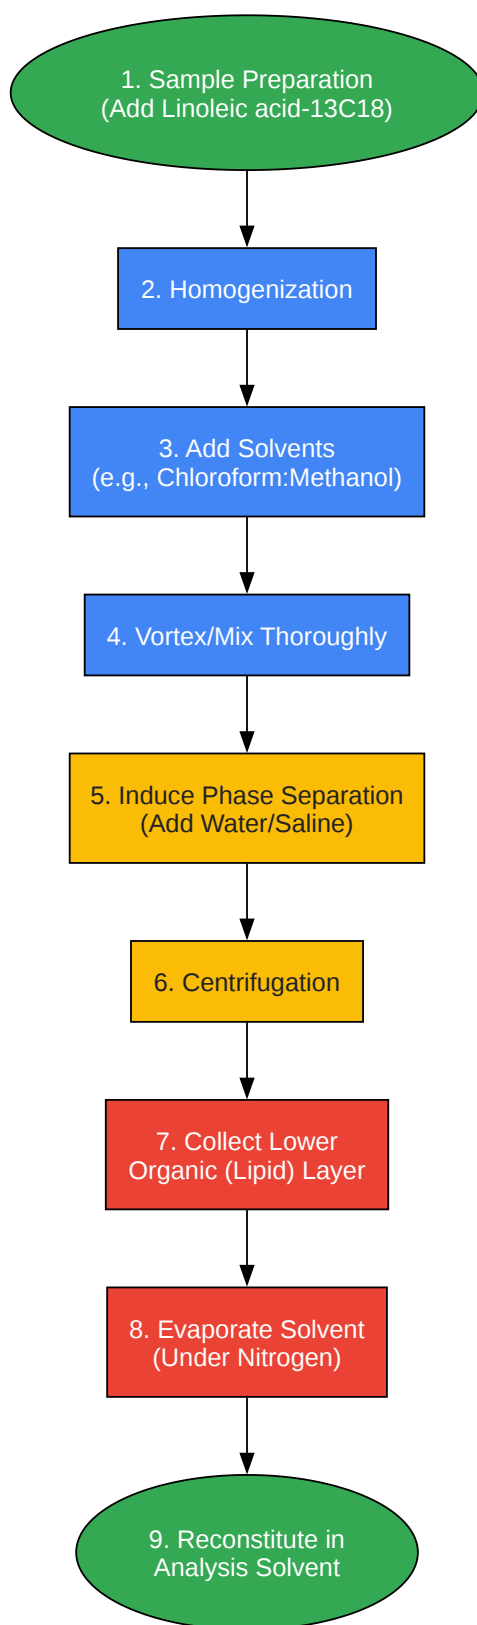 1. Sample Preparation
(Add Linoleic acid-13C18)
2. Homogenization
3. Add Solvents
(e.g., Chloroform:Methanol)
4. Vortex/Mix Thoroughly
5. Induce Phase Separation
(Add Water/Saline)
6. Centrifugation
7. Collect Lower
Organic (Lipid) Layer
8. Evaporate Solvent
(Under Nitrogen)
9. Reconstitute in
Analysis Solvent